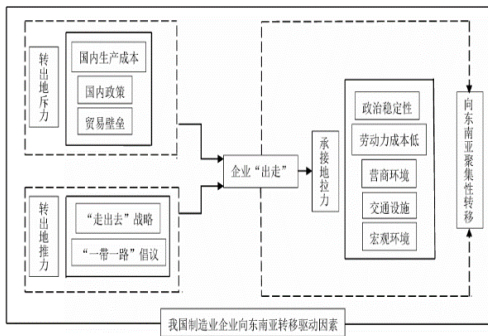 转出地斥力
国内生产成本
国内政策
贸易壁垒
转出地推力
“走出去”战略
“一带一路”倡议
企业“出走”
承接地拉力
政治稳定性
劳动力成本低
营商环境
交通设施
宏观环境
向东南亚聚集性转移
我国制造业企业向东南亚转移驱动因素